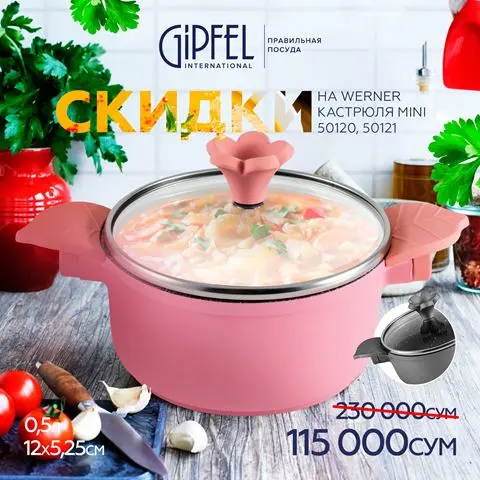 GiPFEL
INTERNATIONAL
ПРАВИЛЬНАЯ
ПОСУДА
СКИДКИ
НА WERNER
КАСТРЮЛЯ MINI
50120, 50121
0,5л
12x5,25см
230 000сум
115 000сум